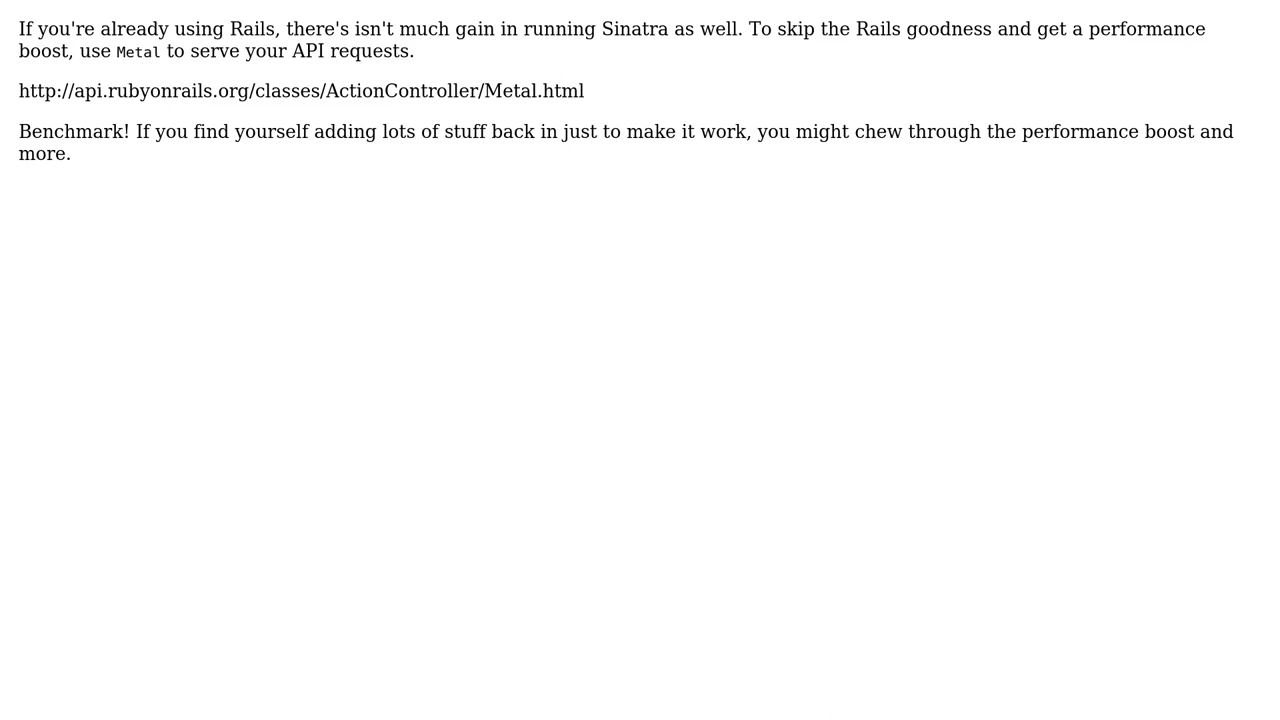 If you're already using Rails, there's isn't much gain in running Sinatra as well. To skip the Rails goodness and get a performance
boost, use Metal to serve your API requests.
http://api.rubyonrails.org/classes/ActionController/Metal.html
Benchmark! If you find yourself adding lots of stuff back in just to make it work, you might chew through the performance boost and
more.